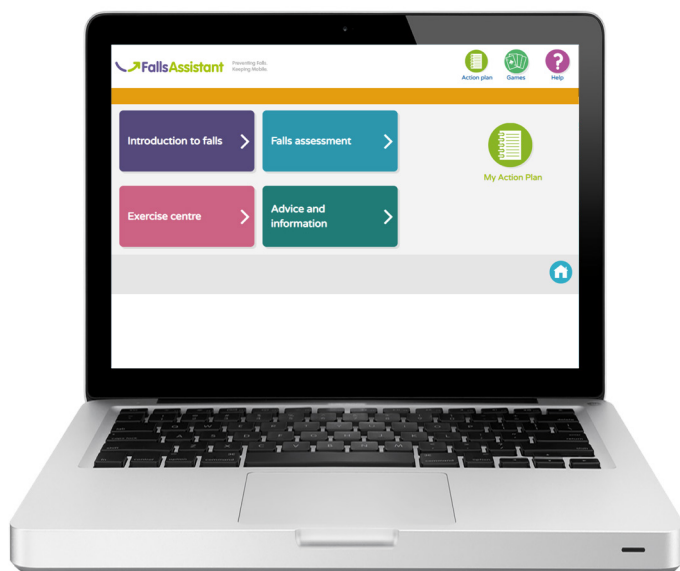 FallsAssistant
Preventing Falls.
Keeping Mobile.
Action plan
Games
Help
Introduction to falls
Falls assessment
My Action Plan
Exercise centre
Advice and
information